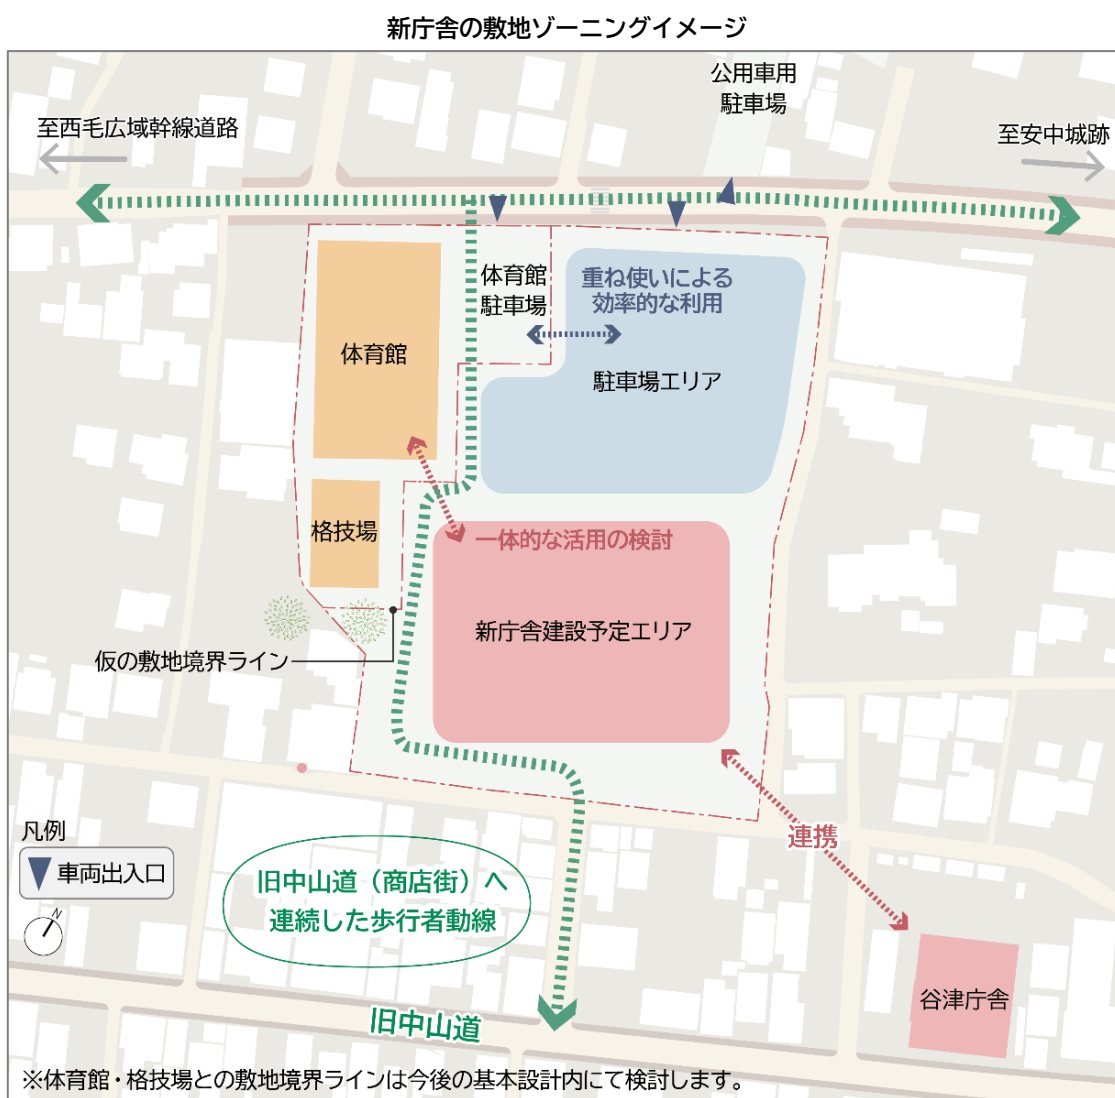 新庁舎の敷地ゾーニングイメージ
公用車用
駐車場
至西毛広域幹線道路
至安中城跡
体育館
駐車場
重ね使いによる
効率的な利用
体育館
駐車場エリア
格技場
一体的な活用の検討
新庁舎建設予定エリア
仮の敷地境界ライン
連携
凡例
車両出入口
N
旧中山道（商店街）へ
連続した歩行者動線
谷津庁舎
旧中山道
※体育館・格技場との敷地境界ラインは今後の基本設計内にて検討します。